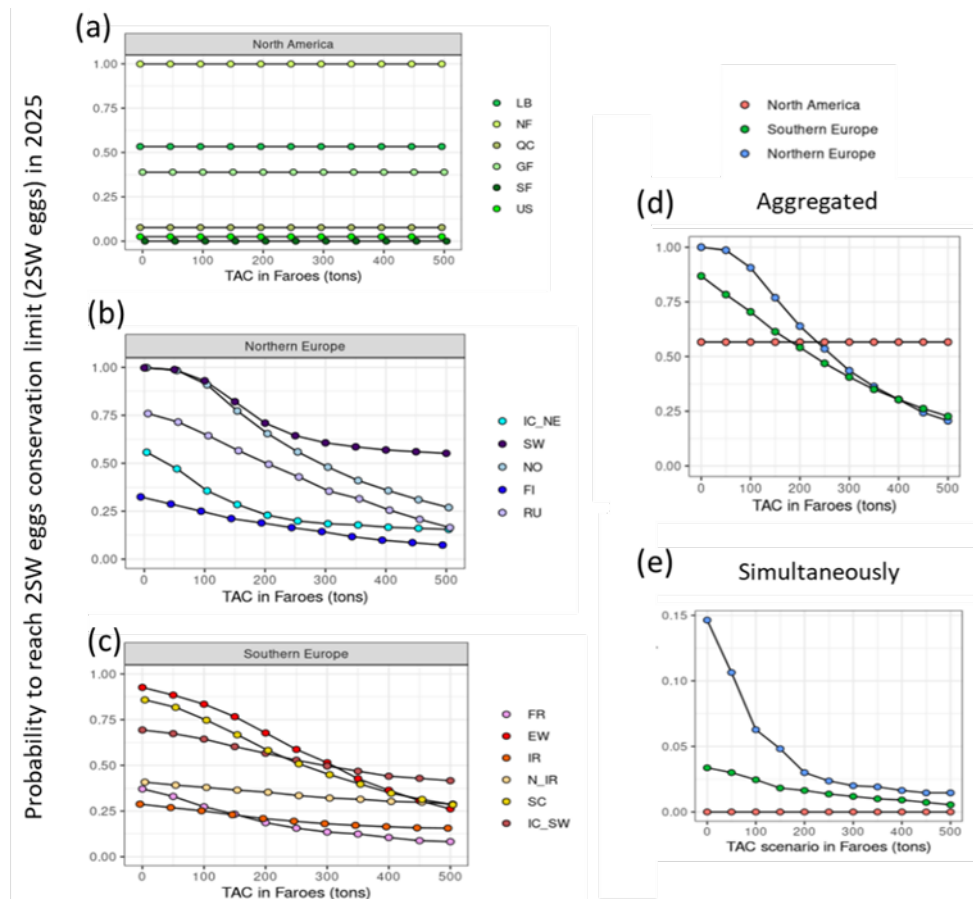 Probability to reach 2SW eggs conservation limit (2SW eggs) in 2025
(a)
North America
1.00
0.75
0.50
0.25
0.00
0 100 200 300 400 500
TAC in Faroes (tons)
LB
NF
QC
GF
SF
US
(b)
Northern Europe
1.00
0.75
0.50
0.25
0.00
0 100 200 300 400 500
TAC in Faroes (tons)
IC_NE
SW
NO
FI
RU
(c)
Southern Europe
1.00
0.75
0.50
0.25
0.00
0 100 200 300 400 500
TAC in Faroes (tons)
FR
EW
IR
N_IR
SC
IC_SW
North America
Southern Europe
Northern Europe
(d)
Aggregated
1.00
0.75
0.50
0.25
0.00
0 100 200 300 400 500
TAC in Faroes (tons)
(e)
Simultaneously
0.15
0.10
0.05
0.00
0 100 200 300 400 500
TAC scenario in Faroes (tons)